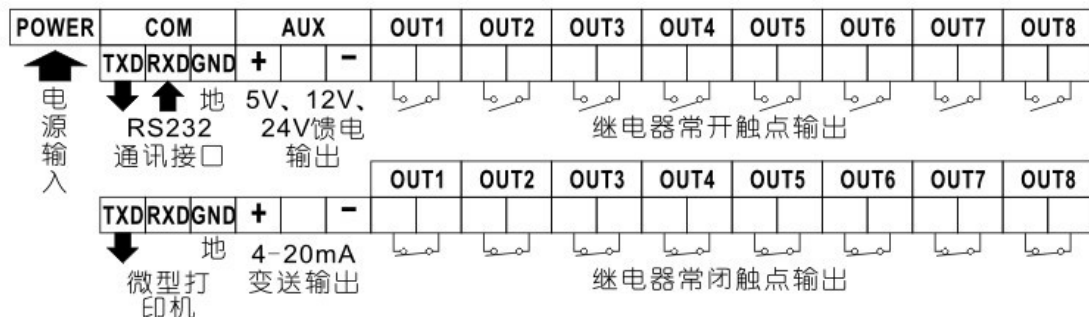 POWER COM AUX OUT1 OUT2 OUT3 OUT4 OUT5 OUT6 OUT7 OUT8
TXD RXD GND + −
地
电源输入
RS232
通讯接口
5V、12V、
24V馈电
输出
继电器常开触点输出
OUT1 OUT2 OUT3 OUT4 OUT5 OUT6 OUT7 OUT8
TXD RXD GND + −
地
微型打
印机
4-20mA
变送输出
继电器常闭触点输出